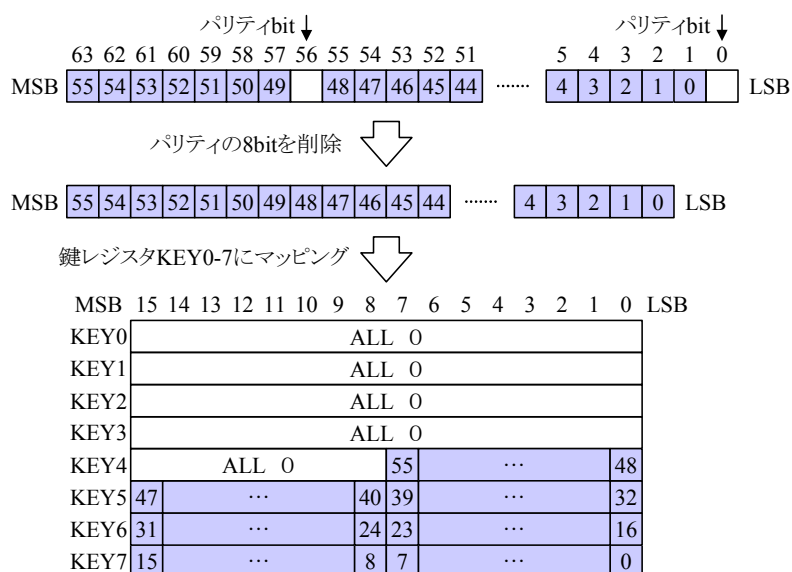 パリティbit パリティbit
63 62 61 60 59 58 57 56 55 54 53 52 51 5 4 3 2 1 0
MSB 55 54 53 52 51 50 49 48 47 46 45 44 ....... 4 3 2 1 0 LSB
パリティの8bitを削除
MSB 55 54 53 52 51 50 49 48 47 46 45 44 ....... 4 3 2 1 0 LSB
鍵レジスタKEY0-7にマッピング
MSB 15 14 13 12 11 10 9 8 7 6 5 4 3 2 1 0 LSB
KEY0 ALL 0
KEY1 ALL 0
KEY2 ALL 0
KEY3 ALL 0
KEY4 ALL 0 55 … 48
KEY5 47 … 40 39 … 32
KEY6 31 … 24 23 … 16
KEY7 15 … 8 7 … 0